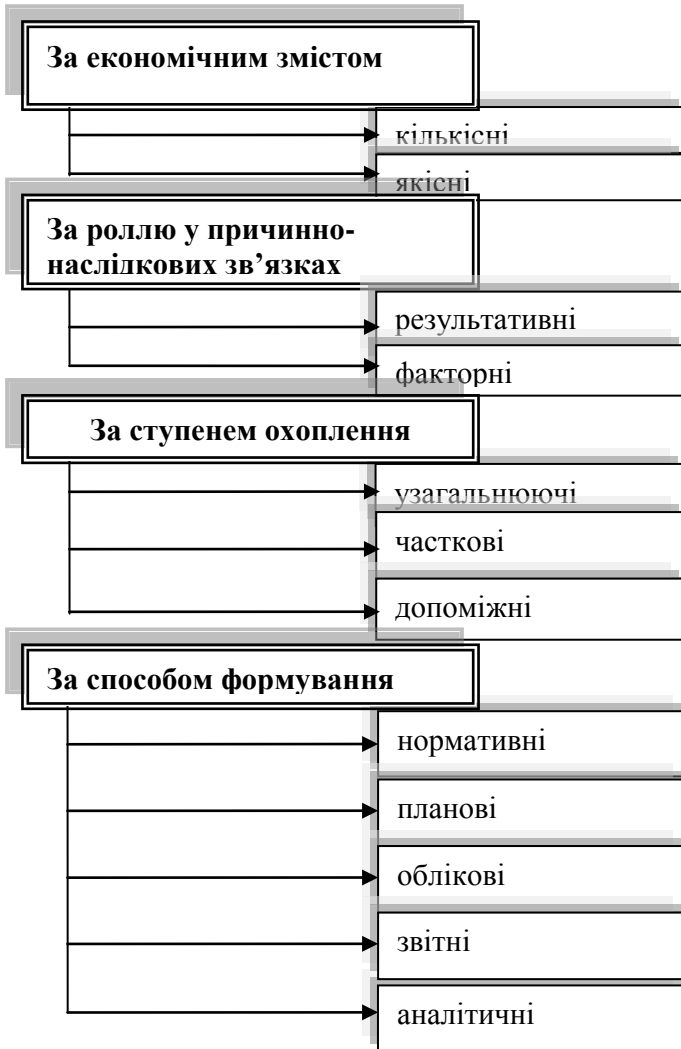 За економічним змістом
кількісні
якісні
За роллю у причинно-
наслідкових зв’язках
результативні
факторні
За ступенем охоплення
узагальнюючі
часткові
допоміжні
За способом формування
нормативні
планові
облікові
звітні
аналітичні